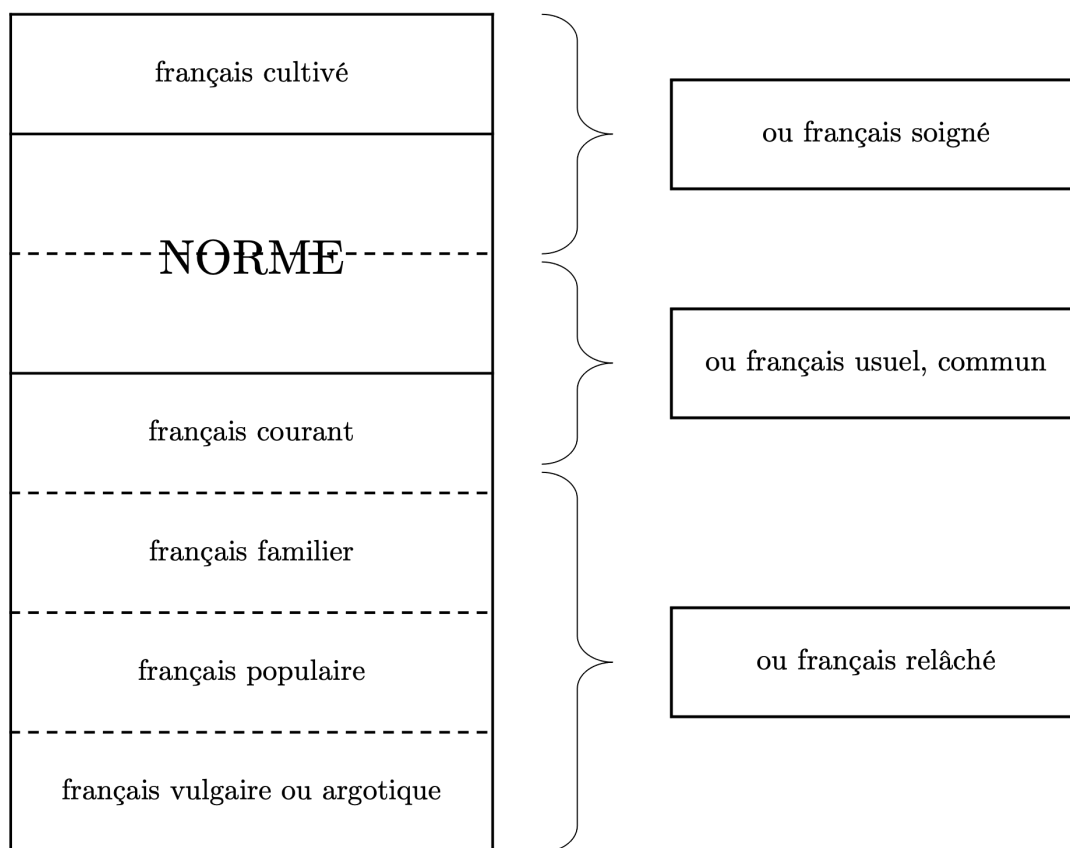 français cultivé
ou français soigné
NORME
ou français usuel, commun
français courant
français familier
français populaire
ou français relâché
français vulgaire ou argotique